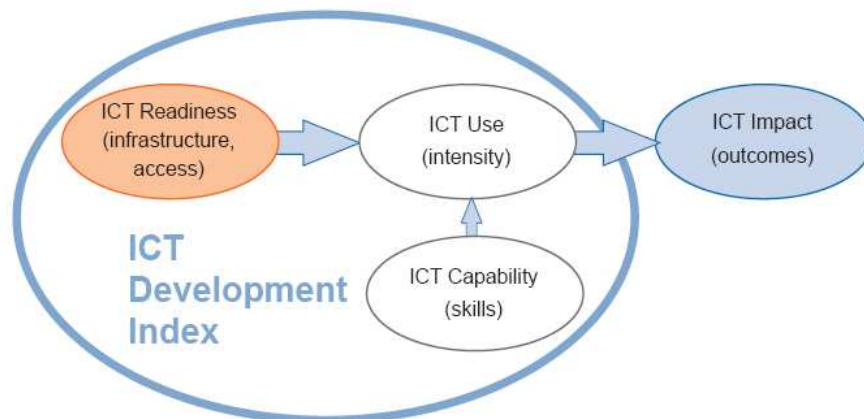 ICT Readiness
(infrastructure,
access)
ICT Use
(intensity)
ICT Impact
(outcomes)
ICT Capability
(skills)
ICT
Development
Index